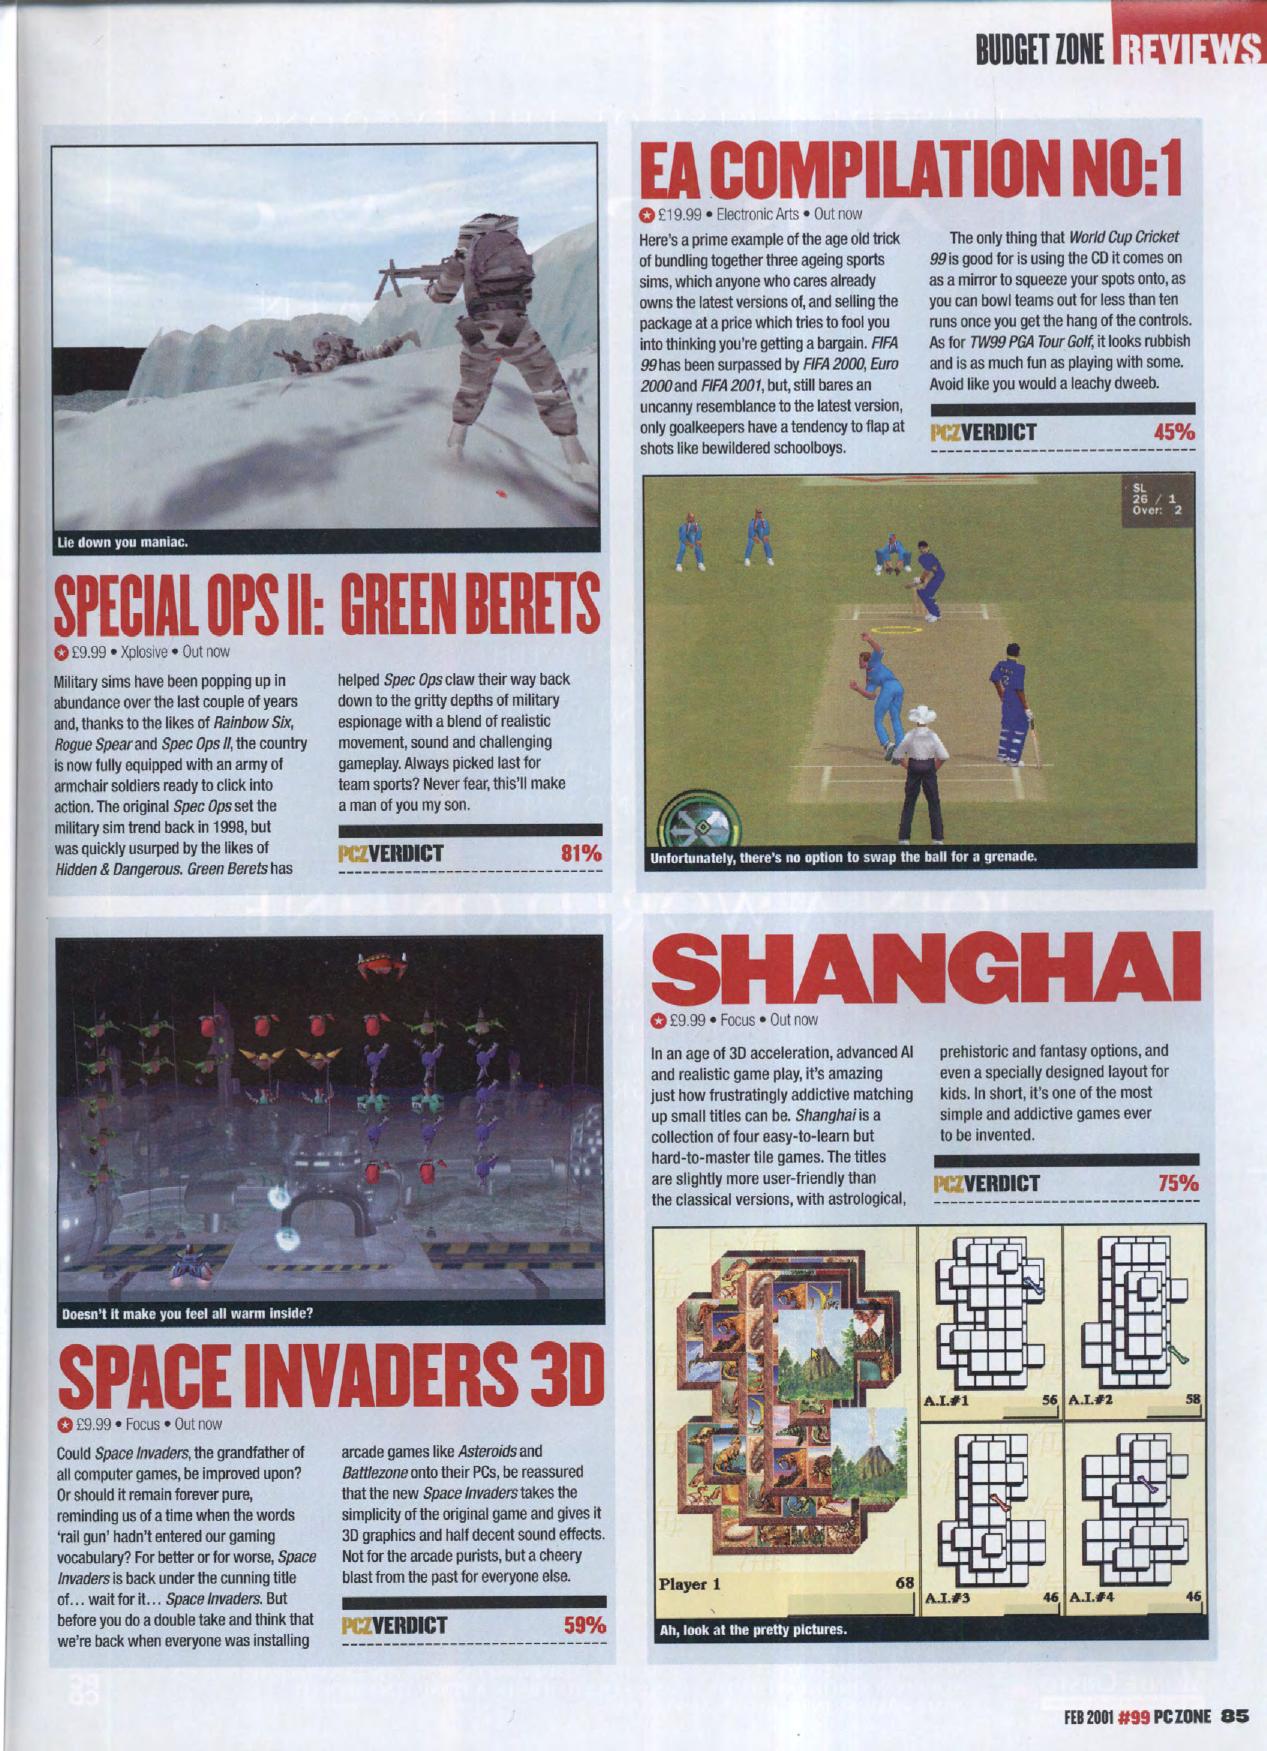 BUDGET ZONE REVIEWS
Lie down you maniac.
SPECIAL OPS II: GREEN BERETS
£9.99 • Xplosive • Out now
Military sims have been popping up in
abundance over the last couple of years
and, thanks to the likes of Rainbow Six,
Rogue Spear and Spec Ops II, the country
is now fully equipped with an army of
armchair soldiers ready to click into
action. The original Spec Ops set the
military sim trend back in 1998, but
was quickly usurped by the likes of
Hidden & Dangerous. Green Berets has
helped Spec Ops claw their way back
down to the gritty depths of military
espionage with a blend of realistic
movement, sound and challenging
gameplay. Always picked last for
team sports? Never fear, this'll make
a man of you my son.
PCZVERDICT 81%
EA COMPILATION NO:1
£19.99 • Electronic Arts • Out now
Here's a prime example of the age old trick
of bundling together three ageing sports
sims, which anyone who cares already
owns the latest versions of, and selling the
package at a price which tries to fool you
into thinking you're getting a bargain. FIFA
99 has been surpassed by FIFA 2000, Euro
2000 and FIFA 2001, but, still bares an
uncanny resemblance to the latest version,
only goalkeepers have a tendency to flap at
shots like bewildered schoolboys.
The only thing that World Cup Cricket
99 is good for is using the CD it comes on
as a mirror to squeeze your spots onto, as
you can bowl teams out for less than ten
runs once you get the hang of the controls.
As for TW99 PGA Tour Golf, it looks rubbish
and is as much fun as playing with some.
Avoid like you would a leachy dweeb.
PCZVERDICT 45%
SL
26 / 1
Over: 2
Unfortunately, there's no option to swap the ball for a grenade.
Doesn't it make you feel all warm inside?
SPACE INVADERS 3D
£9.99 • Focus • Out now
Could Space Invaders, the grandfather of
all computer games, be improved upon?
Or should it remain forever pure,
reminding us of a time when the words
'rail gun' hadn't entered our gaming
vocabulary? For better or for worse, Space
Invaders is back under the cunning title
of... wait for it... Space Invaders. But
before you do a double take and think that
we're back when everyone was installing
arcade games like Asteroids and
Battlezone onto their PCs, be reassured
that the new Space Invaders takes the
simplicity of the original game and gives it
3D graphics and half decent sound effects.
Not for the arcade purists, but a cheery
blast from the past for everyone else.
PCZVERDICT 59%
SHANGHAI
£9.99 • Focus • Out now
In an age of 3D acceleration, advanced AI
and realistic game play, it's amazing
just how frustratingly addictive matching
up small titles can be. Shanghai is a
collection of four easy-to-learn but
hard-to-master tile games. The titles
are slightly more user-friendly than
the classical versions, with astrological,
prehistoric and fantasy options, and
even a specially designed layout for
kids. In short, it's one of the most
simple and addictive games ever
to be invented.
PCZVERDICT 75%
A.I.#1 56
A.I.#2 58
Player 1 68
A.I.#3 46
A.I.#4 46
Ah, look at the pretty pictures.
FEB 2001 #99 PC ZONE 85